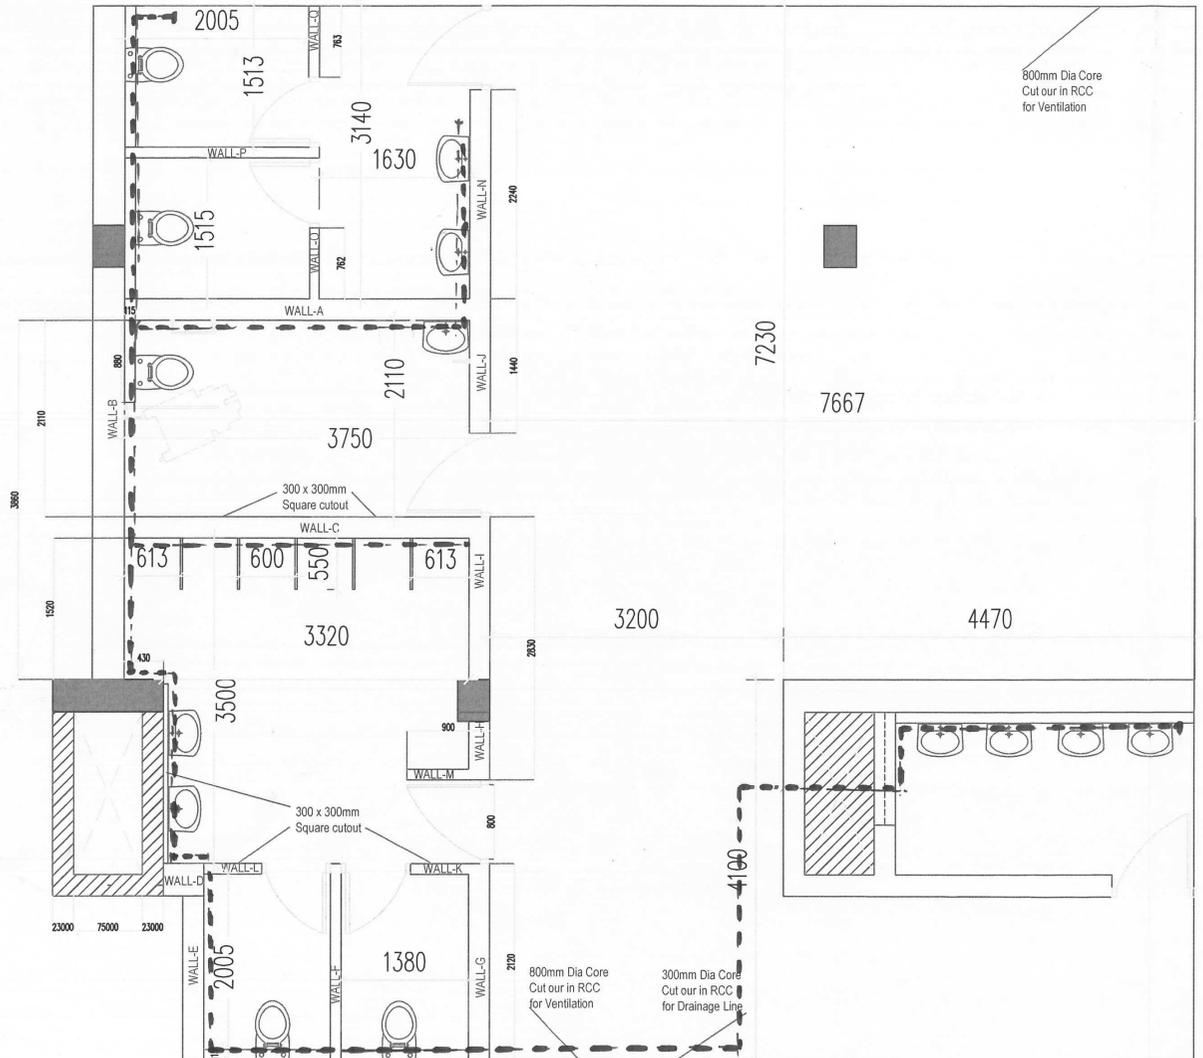 2005
WALL-O
763
1513
3140
1630
800mm Dia Core
Cut our in RCC
for Ventilation
WALL-P
WALL-N
2240
1515
WALL-O
762
115
WALL-A
880
2110
WALL-J
1440
7230
2110
WALL-B
3750
7667
3860
300 x 300mm
Square cutout
WALL-C
613
600
550
613
WALL-I
1520
3320
3200
4470
2830
430
3500
900
WALL-H
WALL-M
300 x 300mm
Square cutout
800
4100
WALL-L
WALL-K
WALL-D
23000
75000
23000
WALL-E
2005
WALL-F
1380
WALL-G
2120
800mm Dia Core
Cut our in RCC
for Ventilation
300mm Dia Core
Cut our in RCC
for Drainage Line